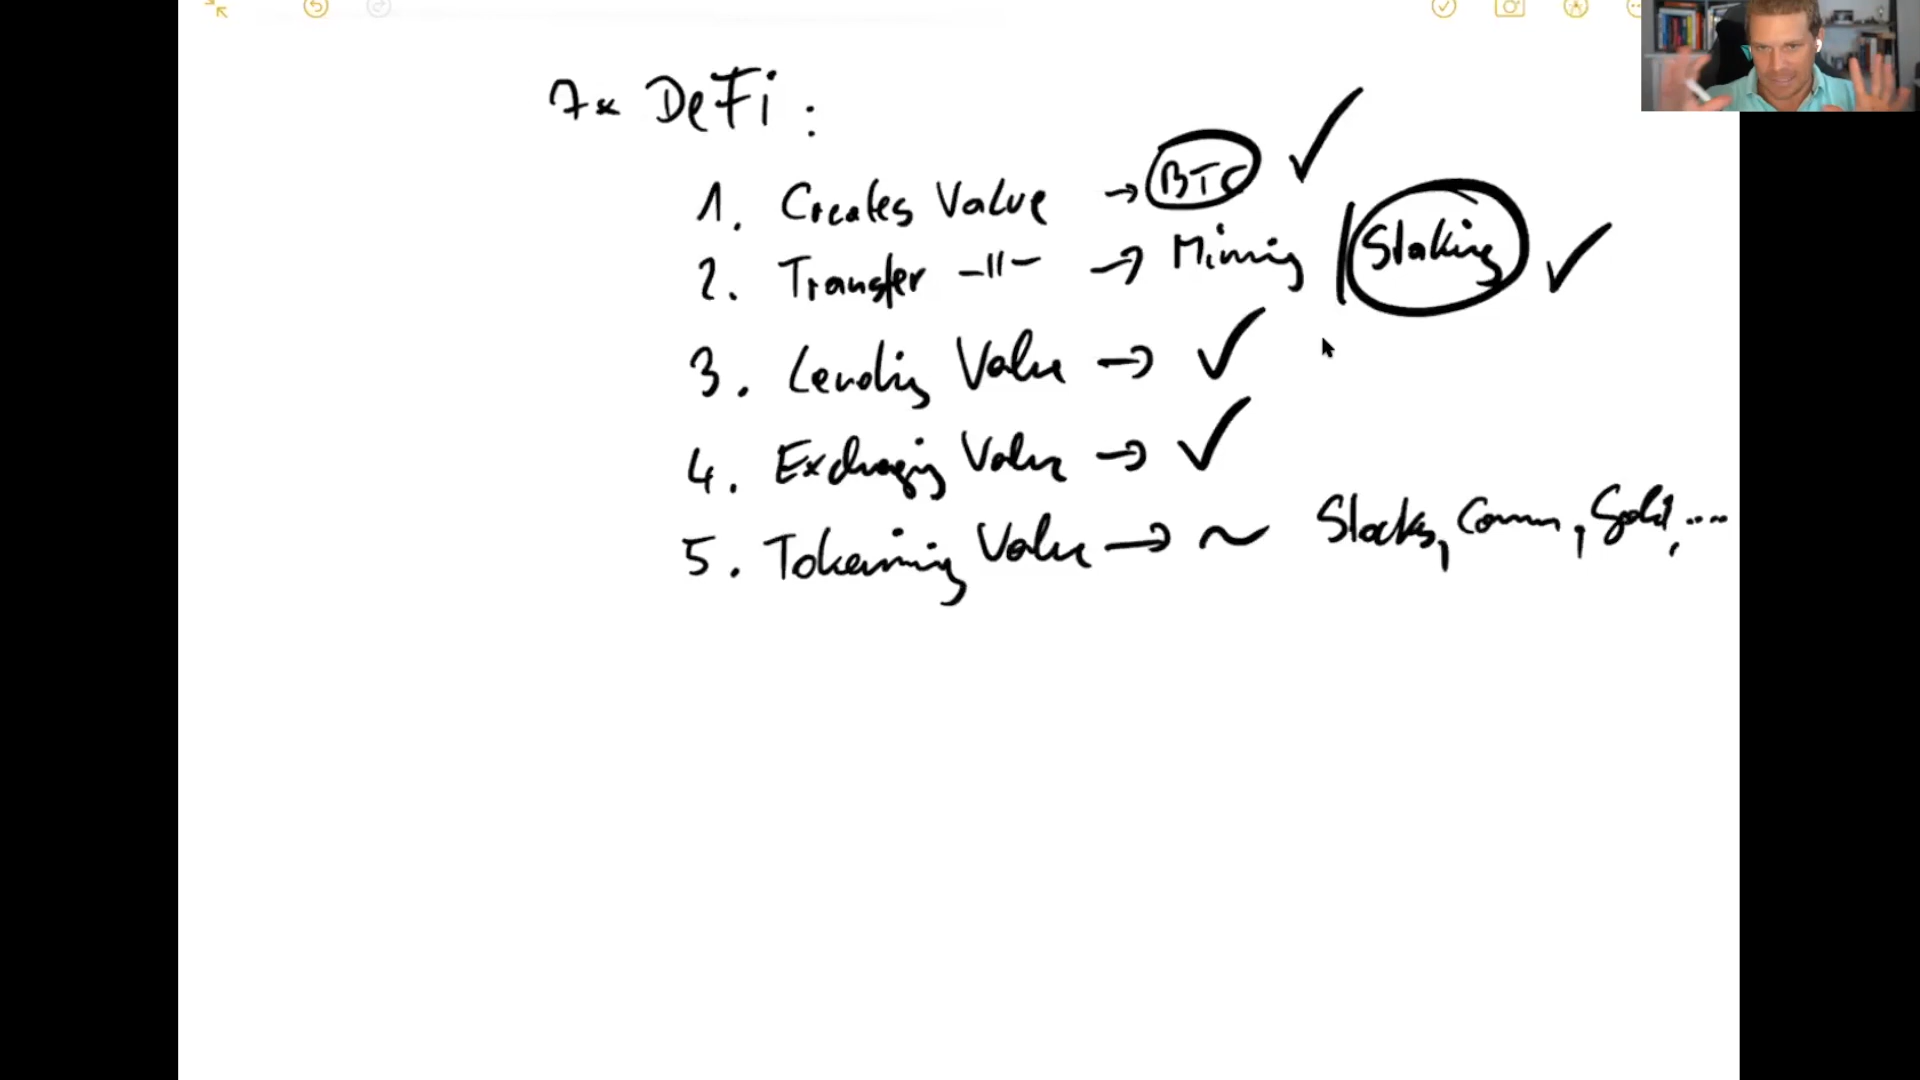 7x DeFi :
1. Creates Value → BTC ✓
2. Transfer -"- → Mining | Staking ✓
3. Lending Value → ✓
4. Exchanging Value → ✓
5. Tokenizing Value → ~ Stocks, Comm, Gold, ....